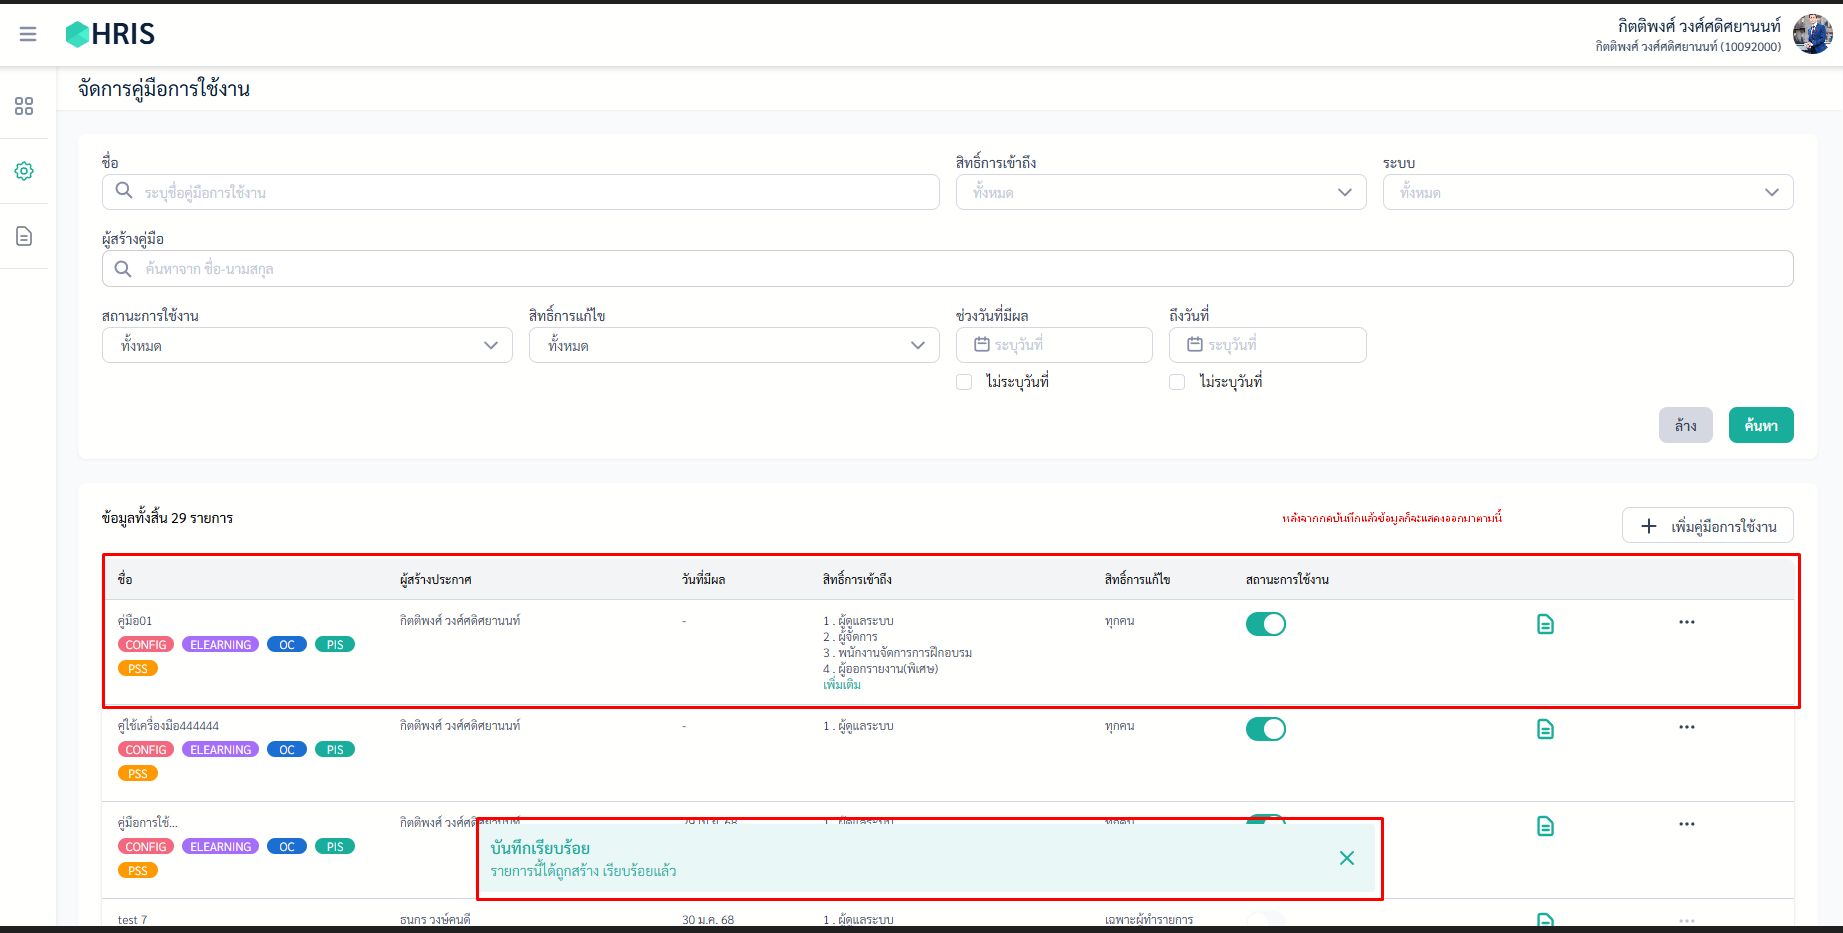 HRIS
กิตติพงศ์ วงศ์ศดิศยานนท์
กิตติพงศ์ วงศ์ศดิศยานนท์ (10092000)
จัดการคู่มือการใช้งาน
ชื่อ สิทธิ์การเข้าถึง ระบบ
ระบุชื่อคู่มือการใช้งาน ทั้งหมด ทั้งหมด
ผู้สร้างคู่มือ
ค้นหาจาก ชื่อ-นามสกุล
สถานะการใช้งาน สิทธิ์การแก้ไข ช่วงวันที่มีผล ถึงวันที่
ทั้งหมด ทั้งหมด ระบุวันที่ ระบุวันที่
ไม่ระบุวันที่ ไม่ระบุวันที่
ล้าง ค้นหา
ข้อมูลทั้งสิ้น 29 รายการ หลังจากกดบันทึกแล้วข้อมูลก็จะแสดงออกมาตามนี้ เพิ่มคู่มือการใช้งาน
ชื่อ ผู้สร้างประกาศ วันที่มีผล สิทธิ์การเข้าถึง สิทธิ์การแก้ไข สถานะการใช้งาน
คู่มือ01 กิตติพงศ์ วงศ์ศดิศยานนท์ - 1 . ผู้ดูแลระบบ ทุกคน
2 . ผู้จัดการ
CONFIG ELEARNING OC PIS
3 . พนักงานจัดการการฝึกอบรม
PSS 4 . ผู้ออกรายงาน(พิเศษ)
เพิ่มเติม
คู่ใช้เครื่องมือ444444 กิตติพงศ์ วงศ์ศดิศยานนท์ - 1 . ผู้ดูแลระบบ ทุกคน
CONFIG ELEARNING OC PIS
PSS
คู่มือการใช้... กิตติพงศ์ วงศ์ศดิศยานนท์ 1 . ผู้ดูแลระบบ ทุกคน
CONFIG ELEARNING OC PIS
PSS
บันทึกเรียบร้อย
รายการนี้ได้ถูกสร้าง เรียบร้อยแล้ว
test 7 ธนกร วงษ์คนดี 30 ม.ค. 68 1 . ผู้ดูแลระบบ เฉพาะผู้ทำรายการ